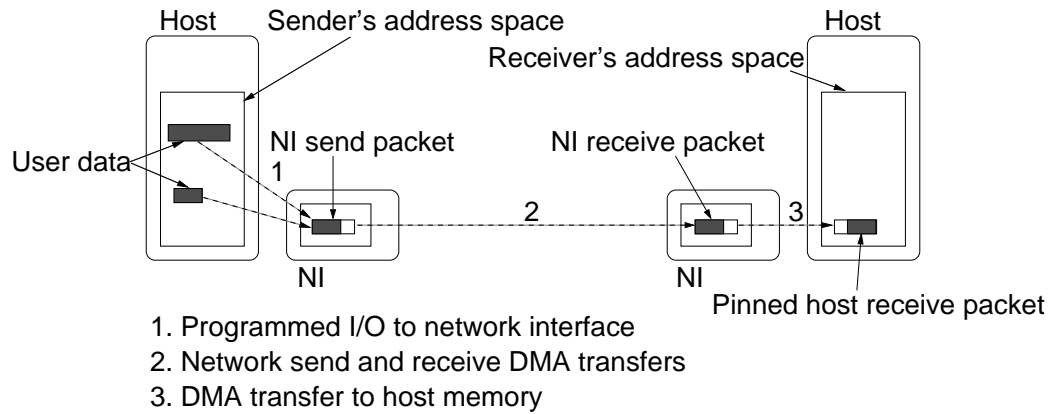 Host
Sender's address space
Host
Receiver's address space
User data
NI send packet
NI receive packet
1
2
3
NI
NI
Pinned host receive packet
1. Programmed I/O to network interface
2. Network send and receive DMA transfers
3. DMA transfer to host memory